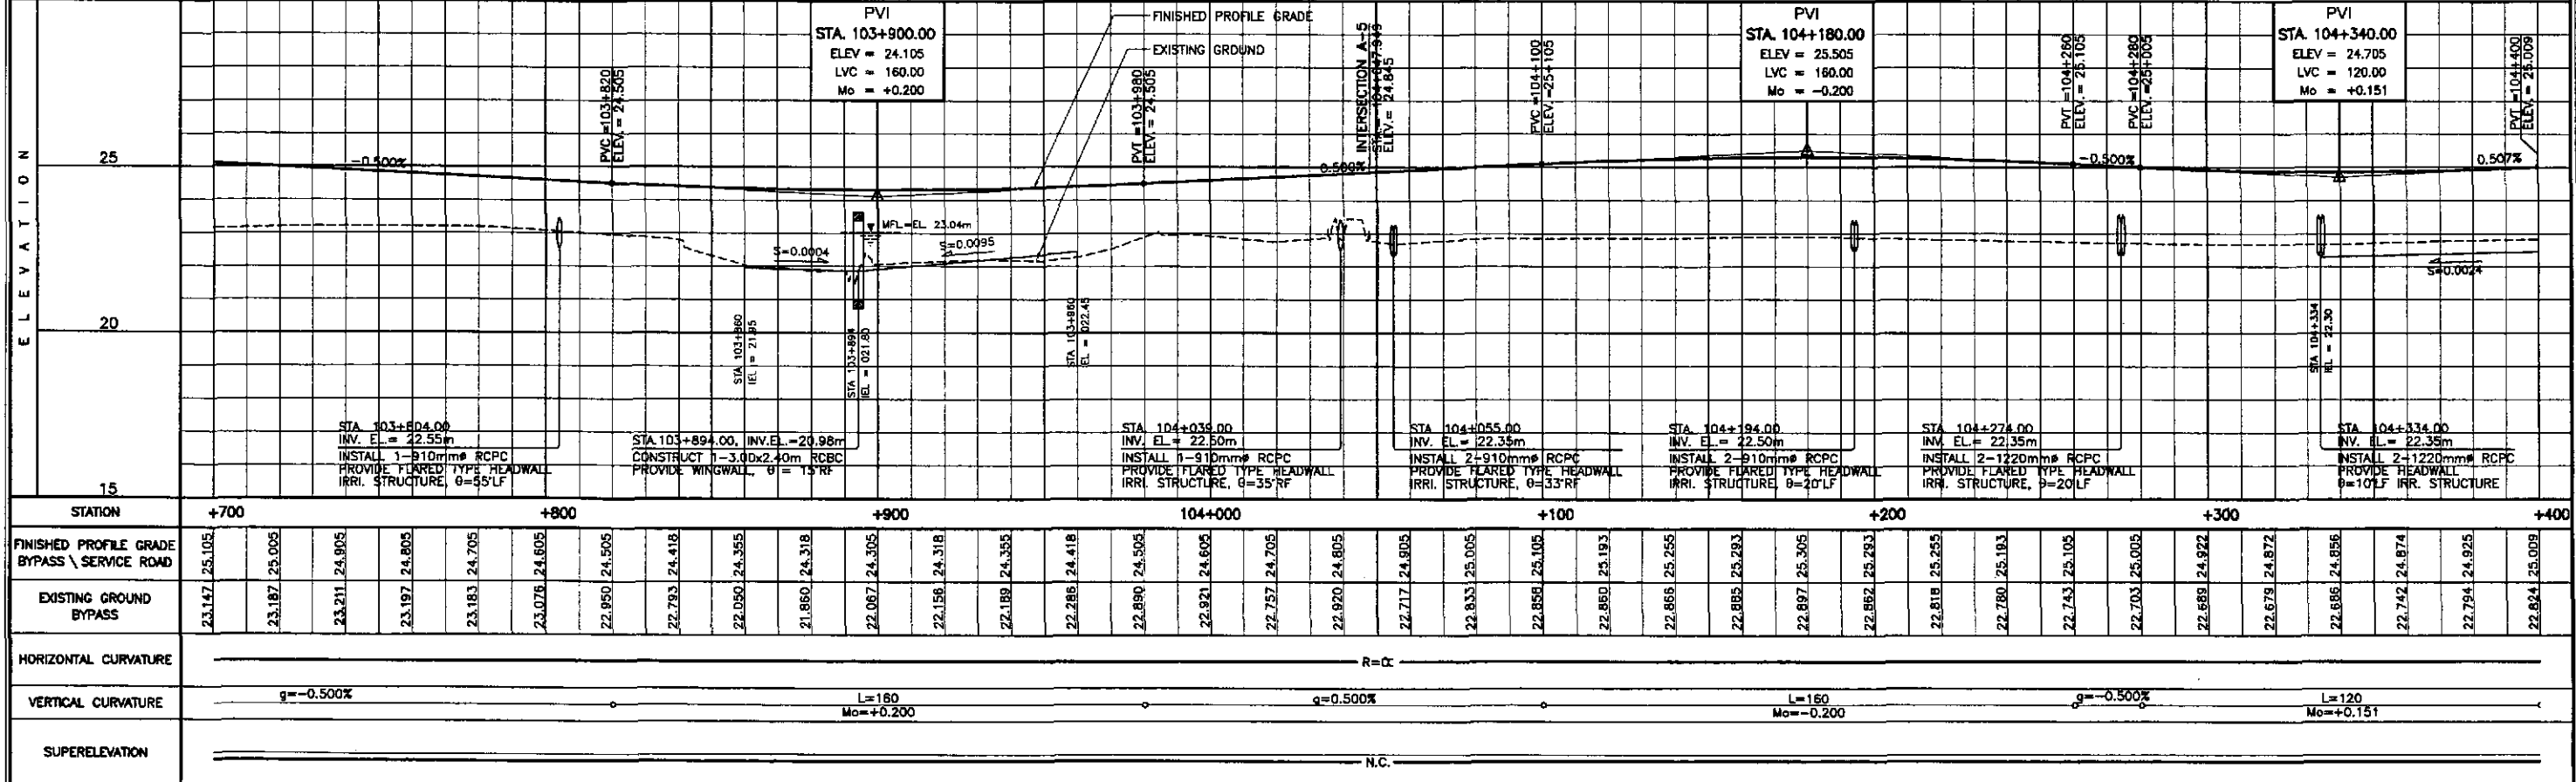 PVI
STA. 103+900.00
ELEV = 24.105
LVC = 160.00
Mo = +0.200
FINISHED PROFILE GRADE
EXISTING GROUND
PVI
STA. 104+180.00
ELEV = 25.505
LVC = 160.00
Mo = -0.200
PVI
STA. 104+340.00
ELEV = 24.705
LVC = 120.00
Mo = +0.151
PVC =103+820
ELEV. = 24.505
PVT =103+980
ELEV. = 24.505
INTERSECTION A-5
ELEV. = 24.845
PVC =104+100
ELEV.=25+105
PVT =104+260
ELEV. = 25.105
PVC =104+280
ELEV.=25+005
PVT =104+400
ELEV. = 25.009
ELEVATION
25
20
15
-0.500%
0.500%
-0.500%
0.507%
MFL=EL. 23.04m
S=0.0004
S=0.0095
S=0.0024
STA 103+860
IEL = 21.95
STA 103+894
IEL = 021.80
STA 103+960
EL = 022.45
STA 104+334
IEL = 22.30
STA. 103+804.00
INV. EL.= 22.55m
INSTALL 1-910mmø RCPC
PROVIDE FLARED TYPE HEADWALL
IRRI. STRUCTURE, θ=55°LF
STA.103+894.00, INV.EL.=20.98m
CONSTRUCT 1-3.00x2.40m RCBC
PROVIDE WINGWALL, θ = 15°RF
STA. 104+039.00
INV. EL.= 22.50m
INSTALL 1-910mmø RCPC
PROVIDE FLARED TYPE HEADWALL
IRRI. STRUCTURE, θ=35°RF
STA. 104+055.00
INV. EL.= 22.35m
INSTALL 2-910mmø RCPC
PROVIDE FLARED TYPE HEADWALL
IRRI. STRUCTURE, θ=33°RF
STA. 104+194.00
INV. EL.= 22.50m
INSTALL 2-910mmø RCPC
PROVIDE FLARED TYPE HEADWALL
IRRI. STRUCTURE, θ=20°LF
STA. 104+274.00
INV. EL.= 22.35m
INSTALL 2-1220mmø RCPC
PROVIDE FLARED TYPE HEADWALL
IRRI. STRUCTURE, θ=20°LF
STA. 104+334.00
INV. EL.= 22.35m
INSTALL 2-1220mmø RCPC
PROVIDE HEADWALL
θ=10°LF IRR. STRUCTURE
STATION +700 +800 +900 104+000 +100 +200 +300 +400
FINISHED PROFILE GRADE
BYPASS \ SERVICE ROAD
25.105 25.005 24.905 24.805 24.705 24.605 24.505 24.418 24.355 24.318 24.305 24.318 24.355 24.418 24.505 24.605 24.705 24.805 24.905 25.005 25.105 25.193 25.255 25.293 25.305 25.293 25.255 25.193 25.105 25.005 24.922 24.872 24.856 24.874 24.925 25.009
EXISTING GROUND
BYPASS
23.147 23.187 23.211 23.197 23.183 23.076 22.950 22.793 22.050 21.860 22.067 22.156 22.189 22.286 22.890 22.921 22.757 22.920 22.717 22.833 22.858 22.860 22.866 22.885 22.897 22.862 22.818 22.780 22.743 22.703 22.689 22.679 22.686 22.742 22.794 22.824
HORIZONTAL CURVATURE
R=∝
VERTICAL CURVATURE
g=-0.500%
L=160
Mo=+0.200
g=0.500%
L=160
Mo=-0.200
g=-0.500%
L=120
Mo=+0.151
SUPERELEVATION
N.C.